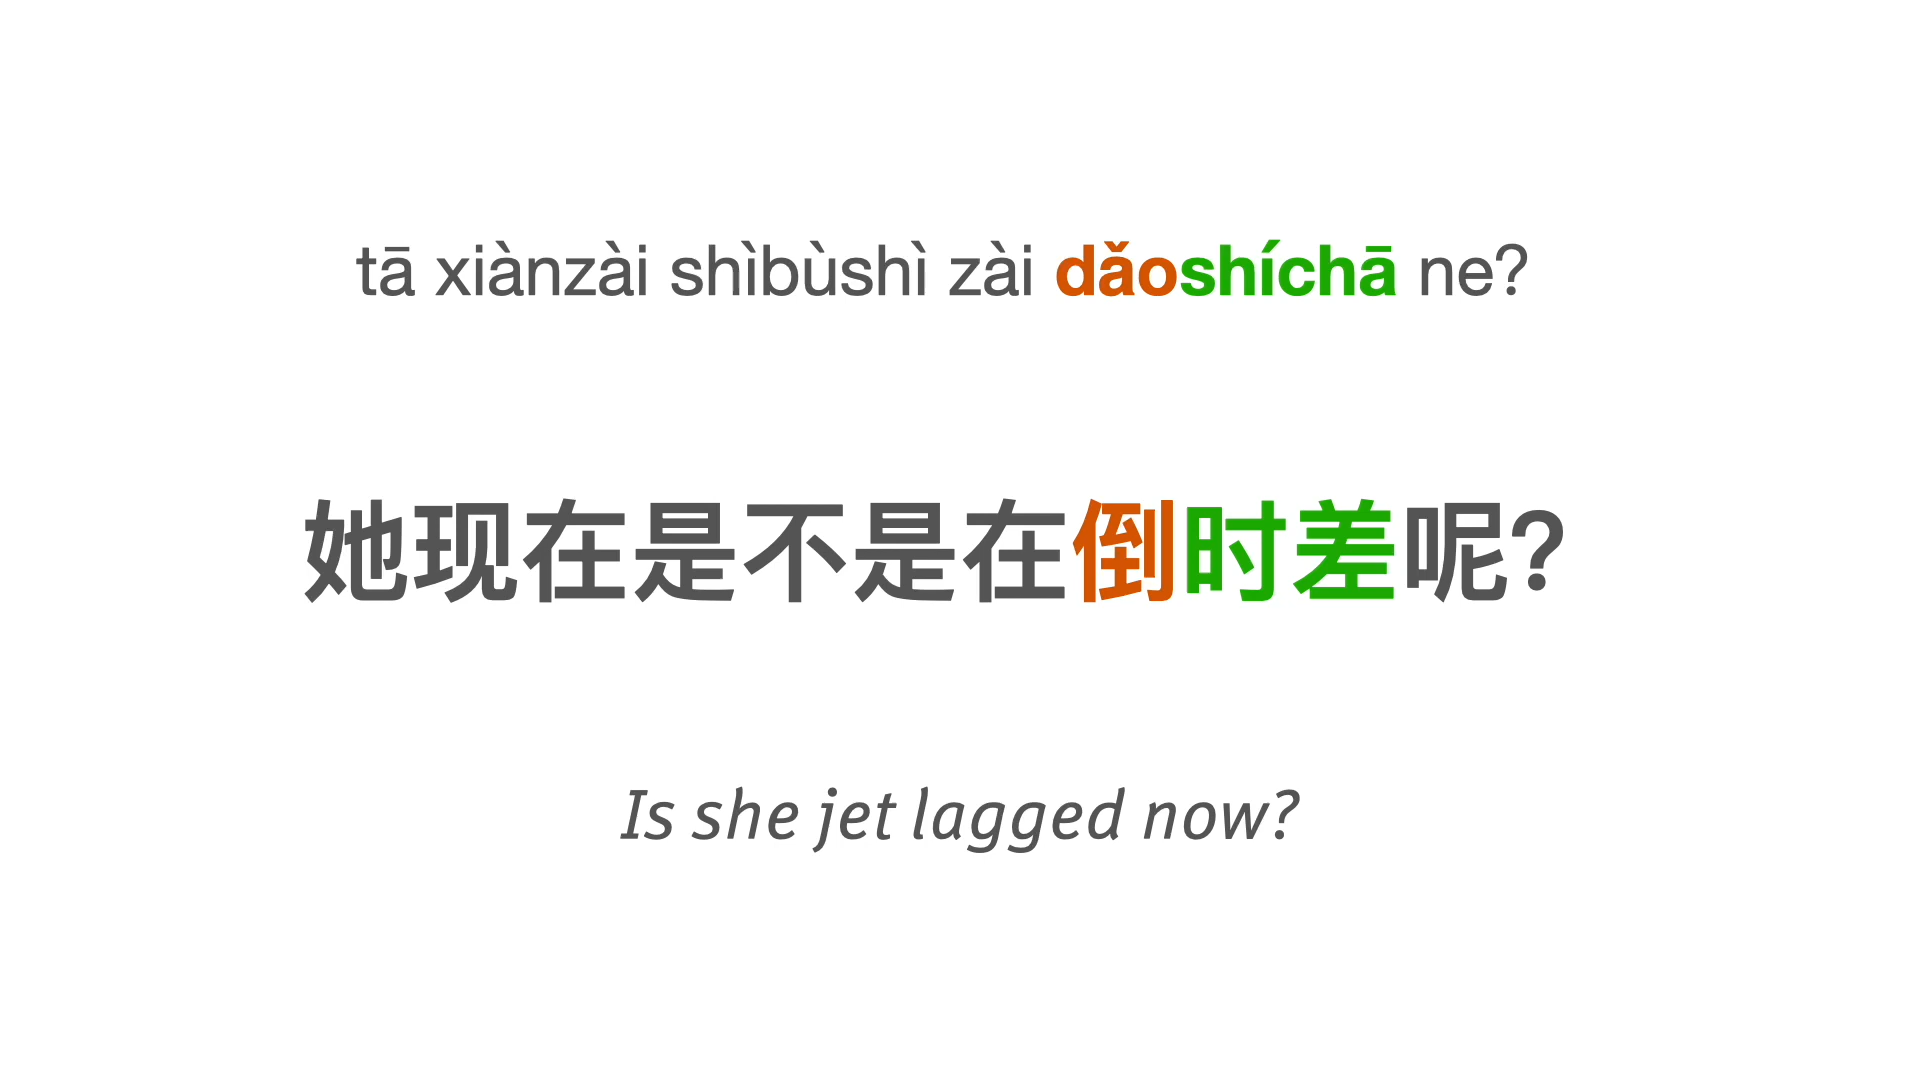 tā xiànzài shìbùshì zài dǎoshíchā ne?
她现在是不是在倒时差呢?
Is she jet lagged now?